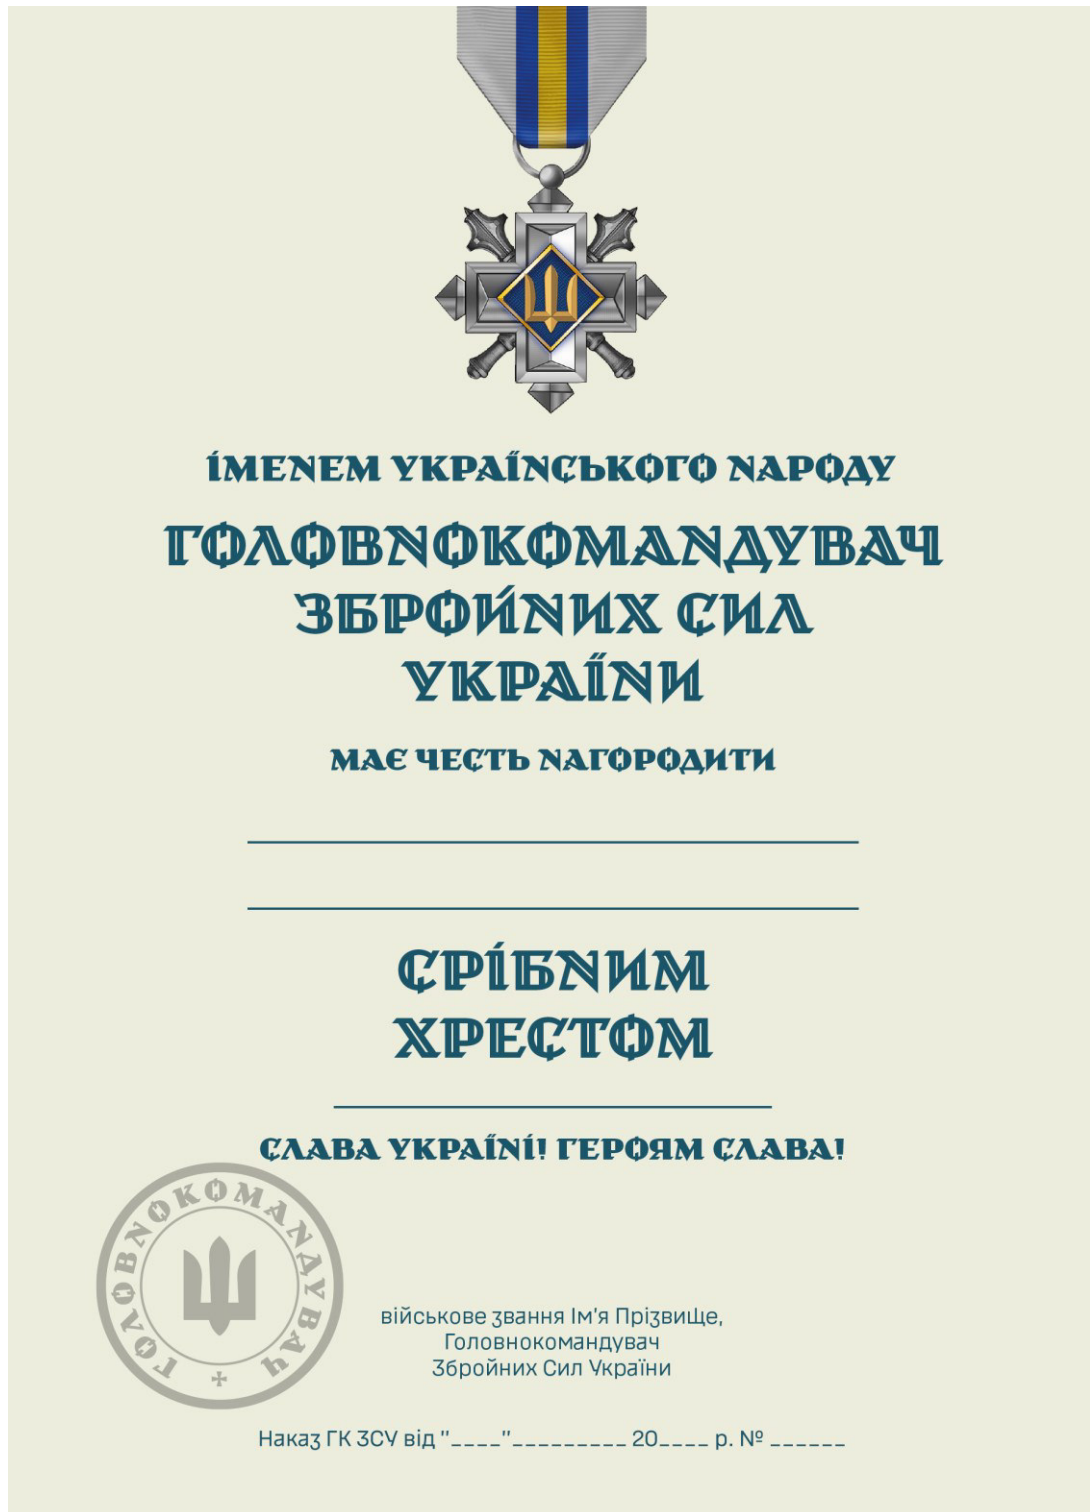 ІМЕНЕМ УКРАЇНСЬКОГО НАРОДУ
ГОЛОВНОКОМАНДУВАЧ
ЗБРОЙНИХ СИЛ
УКРАЇНИ
МАЄ ЧЕСТЬ НАГОРОДИТИ
СРІБНИМ
ХРЕСТОМ
СЛАВА УКРАЇНІ! ГЕРОЯМ СЛАВА!
ГОЛОВНОКОМАНДУВАЧ
військове звання Ім'я Прізвище,
Головнокомандувач
Збройних Сил України
Наказ ГК ЗСУ від "____"_________ 20____ р. № ______